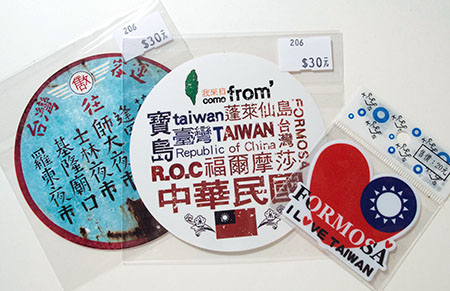 206
$30元
台灣
往
師大夜市
士林夜市
基隆廟口
羅東夜市
206
$30元
我來自
come from'
寶島
taiwan
蓬萊仙島
臺灣 TAIWAN
台灣
FORMOSA
Republic of China
R.O.C 福爾摩莎
中華民國
FORMOSA
I LOVE TAIWAN